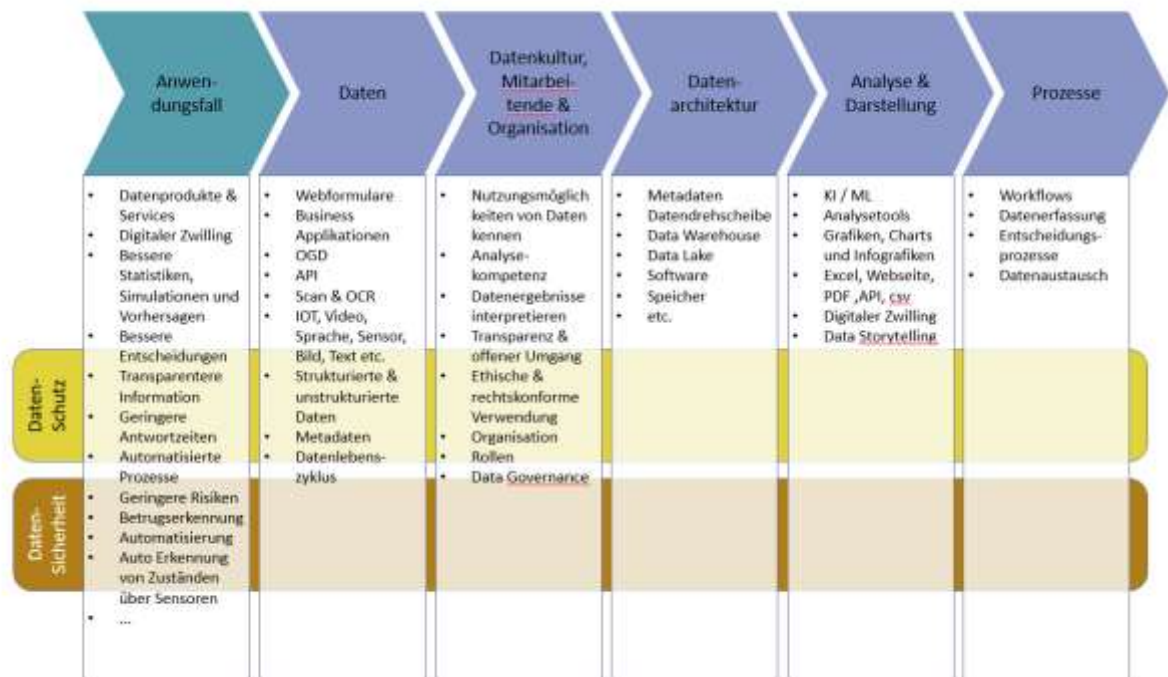 Anwen-
dungsfall
Daten
Datenkultur,
Mitarbei-
tende &
Organisation
Daten-
architektur
Analyse &
Darstellung
Prozesse
• Datenprodukte &
Services
• Digitaler Zwilling
• Bessere
Statistiken,
Simulationen und
Vorhersagen
• Bessere
Entscheidungen
• Transparentere
Information
• Geringere
Antwortzeiten
• Automatisierte
Prozesse
• Geringere Risiken
• Betrugserkennung
• Automatisierung
• Auto Erkennung
von Zuständen
über Sensoren
• ...
• Webformulare
• Business
Applikationen
• OGD
• API
• Scan & OCR
• IOT, Video,
Sprache, Sensor,
Bild, Text etc.
• Strukturierte &
unstrukturierte
Daten
• Metadaten
• Datenlebens-
zyklus
• Nutzungsmöglich
keiten von Daten
kennen
• Analyse-
kompetenz
• Datenergebnisse
interpretieren
• Transparenz &
offener Umgang
• Ethische &
rechtskonforme
Verwendung
• Organisation
• Rollen
• Data Governance
• Metadaten
• Datendrehscheibe
• Data Warehouse
• Data Lake
• Software
• Speicher
• etc.
• KI / ML
• Analysetools
• Grafiken, Charts
und Infografiken
• Excel, Webseite,
PDF ,API, csv
• Digitaler Zwilling
• Data Storytelling
• Workflows
• Datenerfassung
• Entscheidungs-
prozesse
• Datenaustausch
Daten-
Schutz
Daten-
Sicherheit